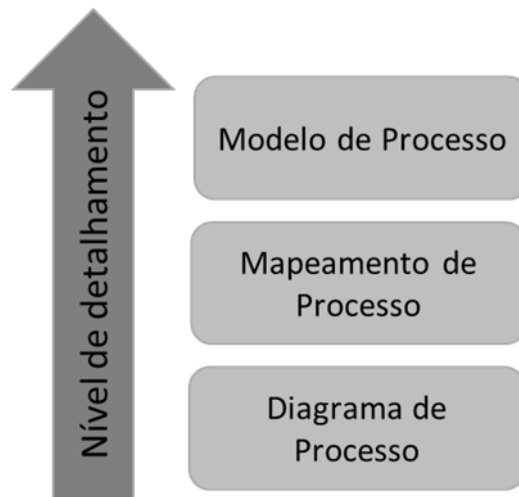 Nível de detalhamento
Modelo de Processo
Mapeamento de
Processo
Diagrama de
Processo